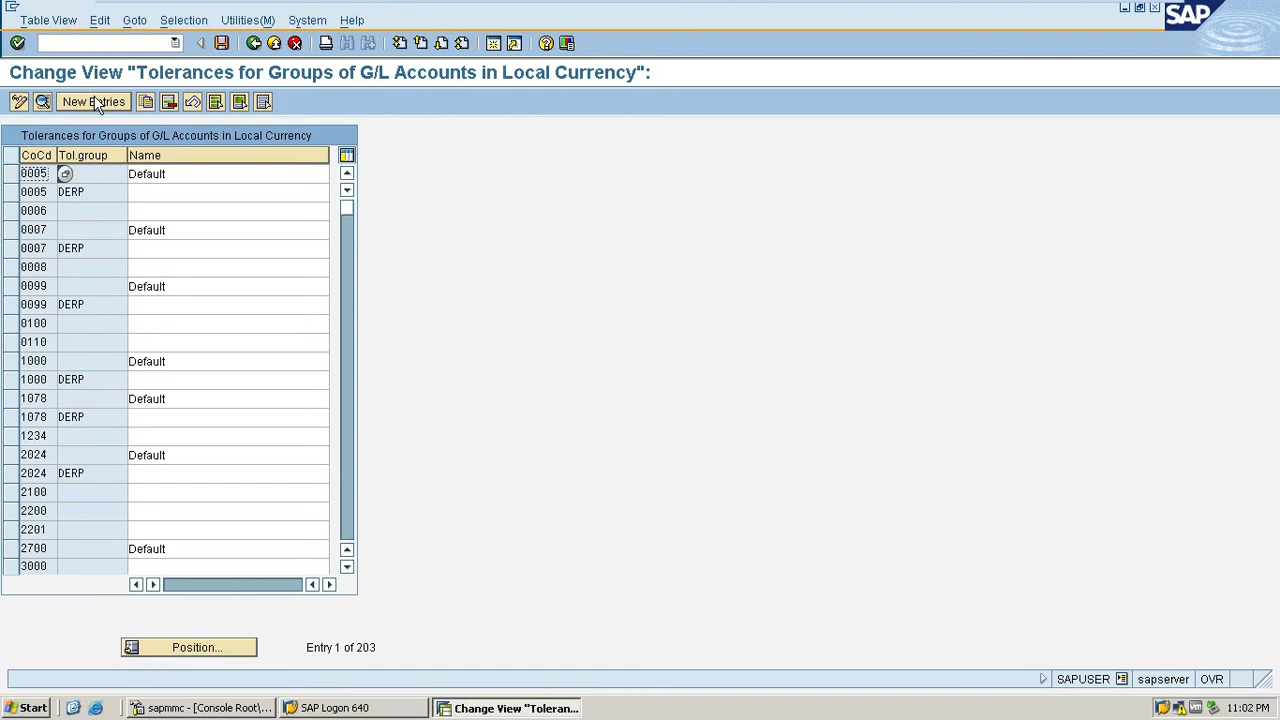 Table View Edit Goto Selection Utilities(M) System Help
SAP
Change View "Tolerances for Groups of G/L Accounts in Local Currency":
New Entries
Tolerances for Groups of G/L Accounts in Local Currency
CoCd Tol.group Name
0005 Default
0005 DERP
0006
0007 Default
0007 DERP
0008
0099 Default
0099 DERP
0100
0110
1000 Default
1000 DERP
1078 Default
1078 DERP
1234
2024 Default
2024 DERP
2100
2200
2201
2700 Default
3000
Position... Entry 1 of 203
SAPUSER sapserver OVR
Start sapmmc - [Console Root\... SAP Logon 640 Change View "Toleran... 11:02 PM